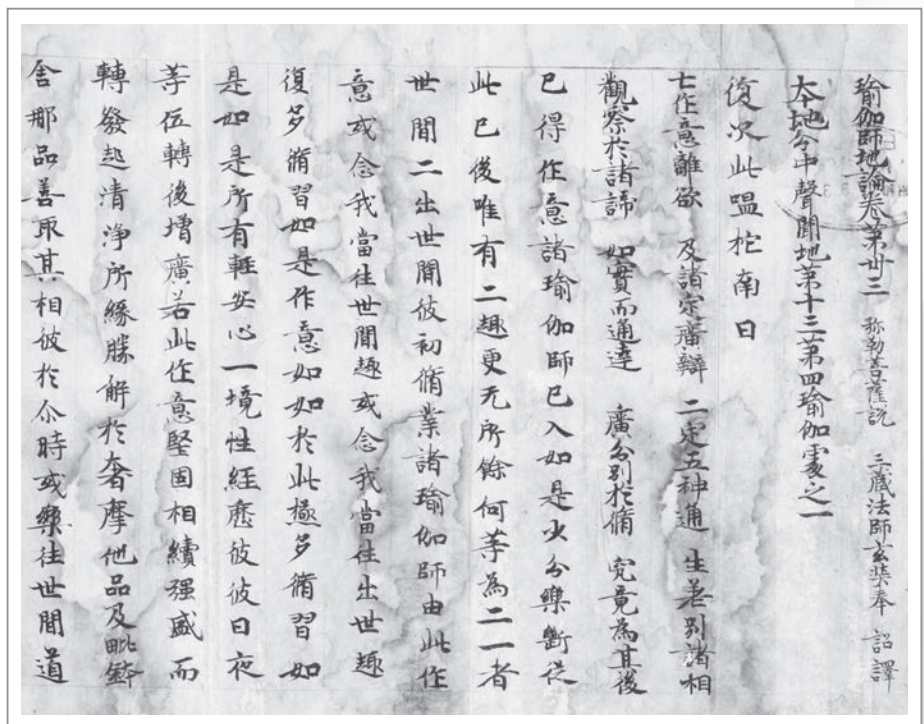 瑜伽師地論卷第卅三 弥勒菩薩説 三藏法師玄奘奉 詔譯
本地分中聲聞地第十三第四瑜伽處之一
復次此嗢柁南曰
七作意離欲 及諸定廣辯 二定五神通 生差別諸相
觀察於諸諦 如實而通達 廣分別於脩 究竟為其後
已得作意諸瑜伽師已入如是少分樂斷從
此已後唯有二趣更无所餘何等為二一者
世間二出世間彼初脩業諸瑜伽師由此作
意或念我當往世間趣或念我當往出世趣
復多脩習如是作意如如於此極多脩習如
是如是所有輕安心一境性經歷彼彼日夜
等位轉後增廣若此作意堅固相續强盛而
轉發起清淨所緣勝解於奢摩他品及毗鉢
舍那品善取其相彼於尒時或樂往世間道